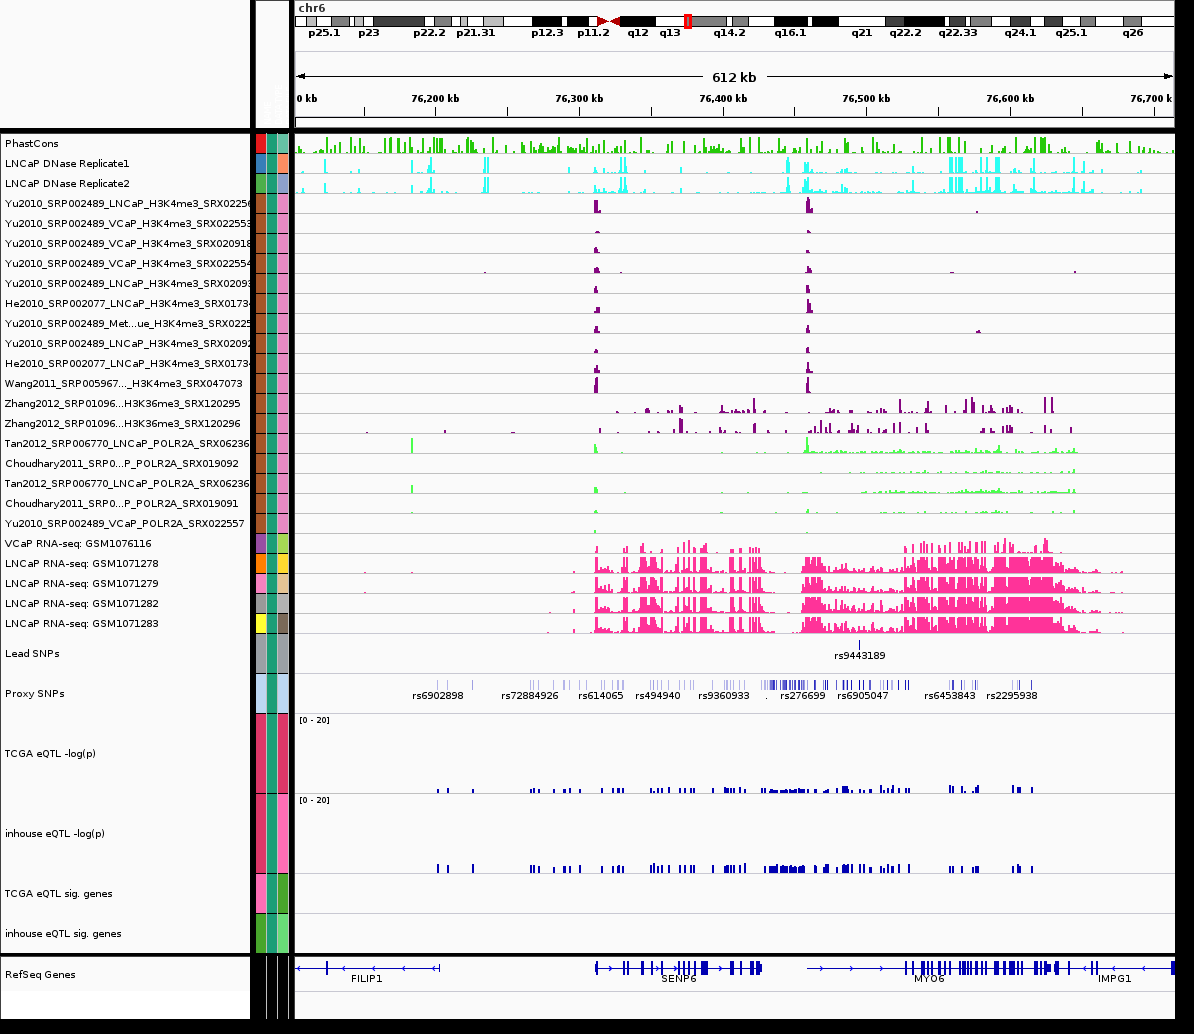 chr6
p25.1 p23 p22.2 p21.31 p12.3 p11.2 q12 q13 q14.2 q16.1 q21 q22.2 q22.33 q24.1 q25.1 q26
612 kb
0 kb 76,200 kb 76,300 kb 76,400 kb 76,500 kb 76,600 kb 76,700 k
PhastCons
LNCaP DNase Replicate1
LNCaP DNase Replicate2
Yu2010_SRP002489_LNCaP_H3K4me3_SRX02250
Yu2010_SRP002489_VCaP_H3K4me3_SRX022553
Yu2010_SRP002489_VCaP_H3K4me3_SRX020918
Yu2010_SRP002489_VCaP_H3K4me3_SRX022554
Yu2010_SRP002489_LNCaP_H3K4me3_SRX0209
He2010_SRP002077_LNCaP_H3K4me3_SRX0173
Yu2010_SRP002489_Met...ue_H3K4me3_SRX0225
Yu2010_SRP002489_LNCaP_H3K4me3_SRX0209
He2010_SRP002077_LNCaP_H3K4me3_SRX0173
Wang2011_SRP005967..._H3K4me3_SRX047073
Zhang2012_SRP01096...H3K36me3_SRX120295
Zhang2012_SRP01096...H3K36me3_SRX120296
Tan2012_SRP006770_LNCaP_POLR2A_SRX06236
Choudhary2011_SRP0...P_POLR2A_SRX019092
Tan2012_SRP006770_LNCaP_POLR2A_SRX06236
Choudhary2011_SRP0...P_POLR2A_SRX019091
Yu2010_SRP002489_VCaP_POLR2A_SRX022557
VCaP RNA-seq: GSM1076116
LNCaP RNA-seq: GSM1071278
LNCaP RNA-seq: GSM1071279
LNCaP RNA-seq: GSM1071282
LNCaP RNA-seq: GSM1071283
Lead SNPs
rs9443189
Proxy SNPs
rs6902898 rs72884926 rs614065 rs494940 rs9360933 . rs276699 rs6905047 rs6453843 rs2295938
[0 - 20]
TCGA eQTL -log(p)
[0 - 20]
inhouse eQTL -log(p)
TCGA eQTL sig. genes
inhouse eQTL sig. genes
RefSeq Genes
FILIP1 SENP6 MYO6 IMPG1